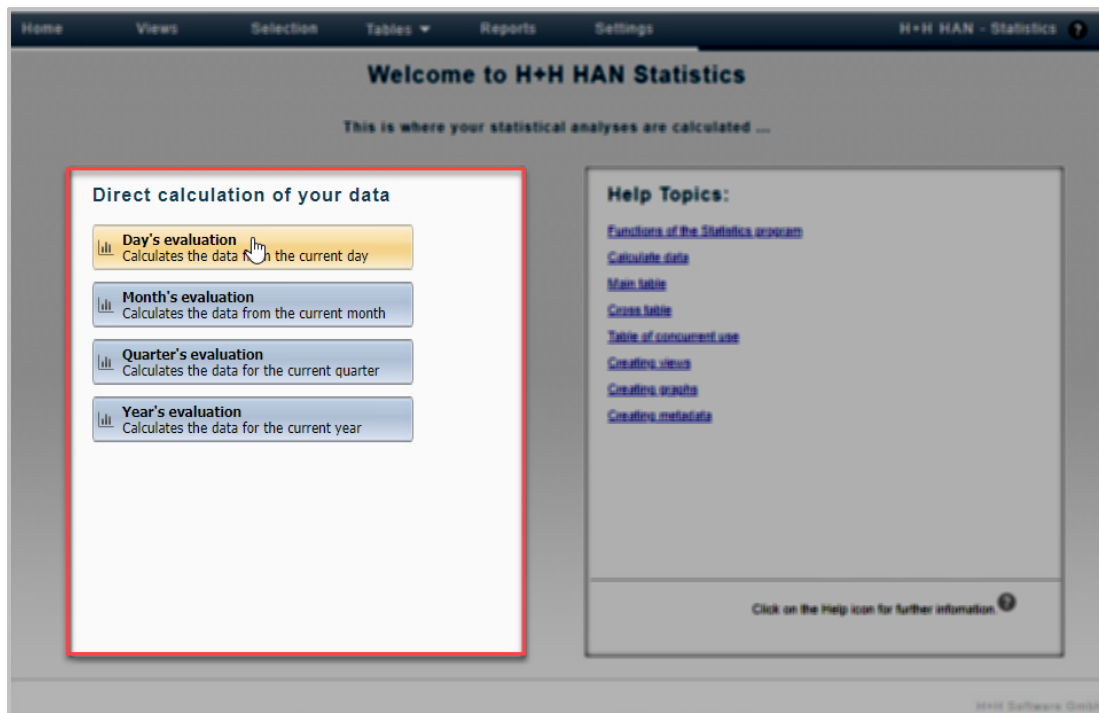 Home Views Selection Tables Reports Settings H+H HAN - Statistics ?
Welcome to H+H HAN Statistics
This is where your statistical analyses are calculated ...
Direct calculation of your data
Day's evaluation
Calculates the data from the current day
Month's evaluation
Calculates the data from the current month
Quarter's evaluation
Calculates the data for the current quarter
Year's evaluation
Calculates the data for the current year
Help Topics:
Functions of the Statistics program
Calculate data
Main table
Cross table
Table of concurrent use
Creating views
Creating graphs
Creating metadata
Click on the Help icon for further infomation. ?
H+H Software GmbH